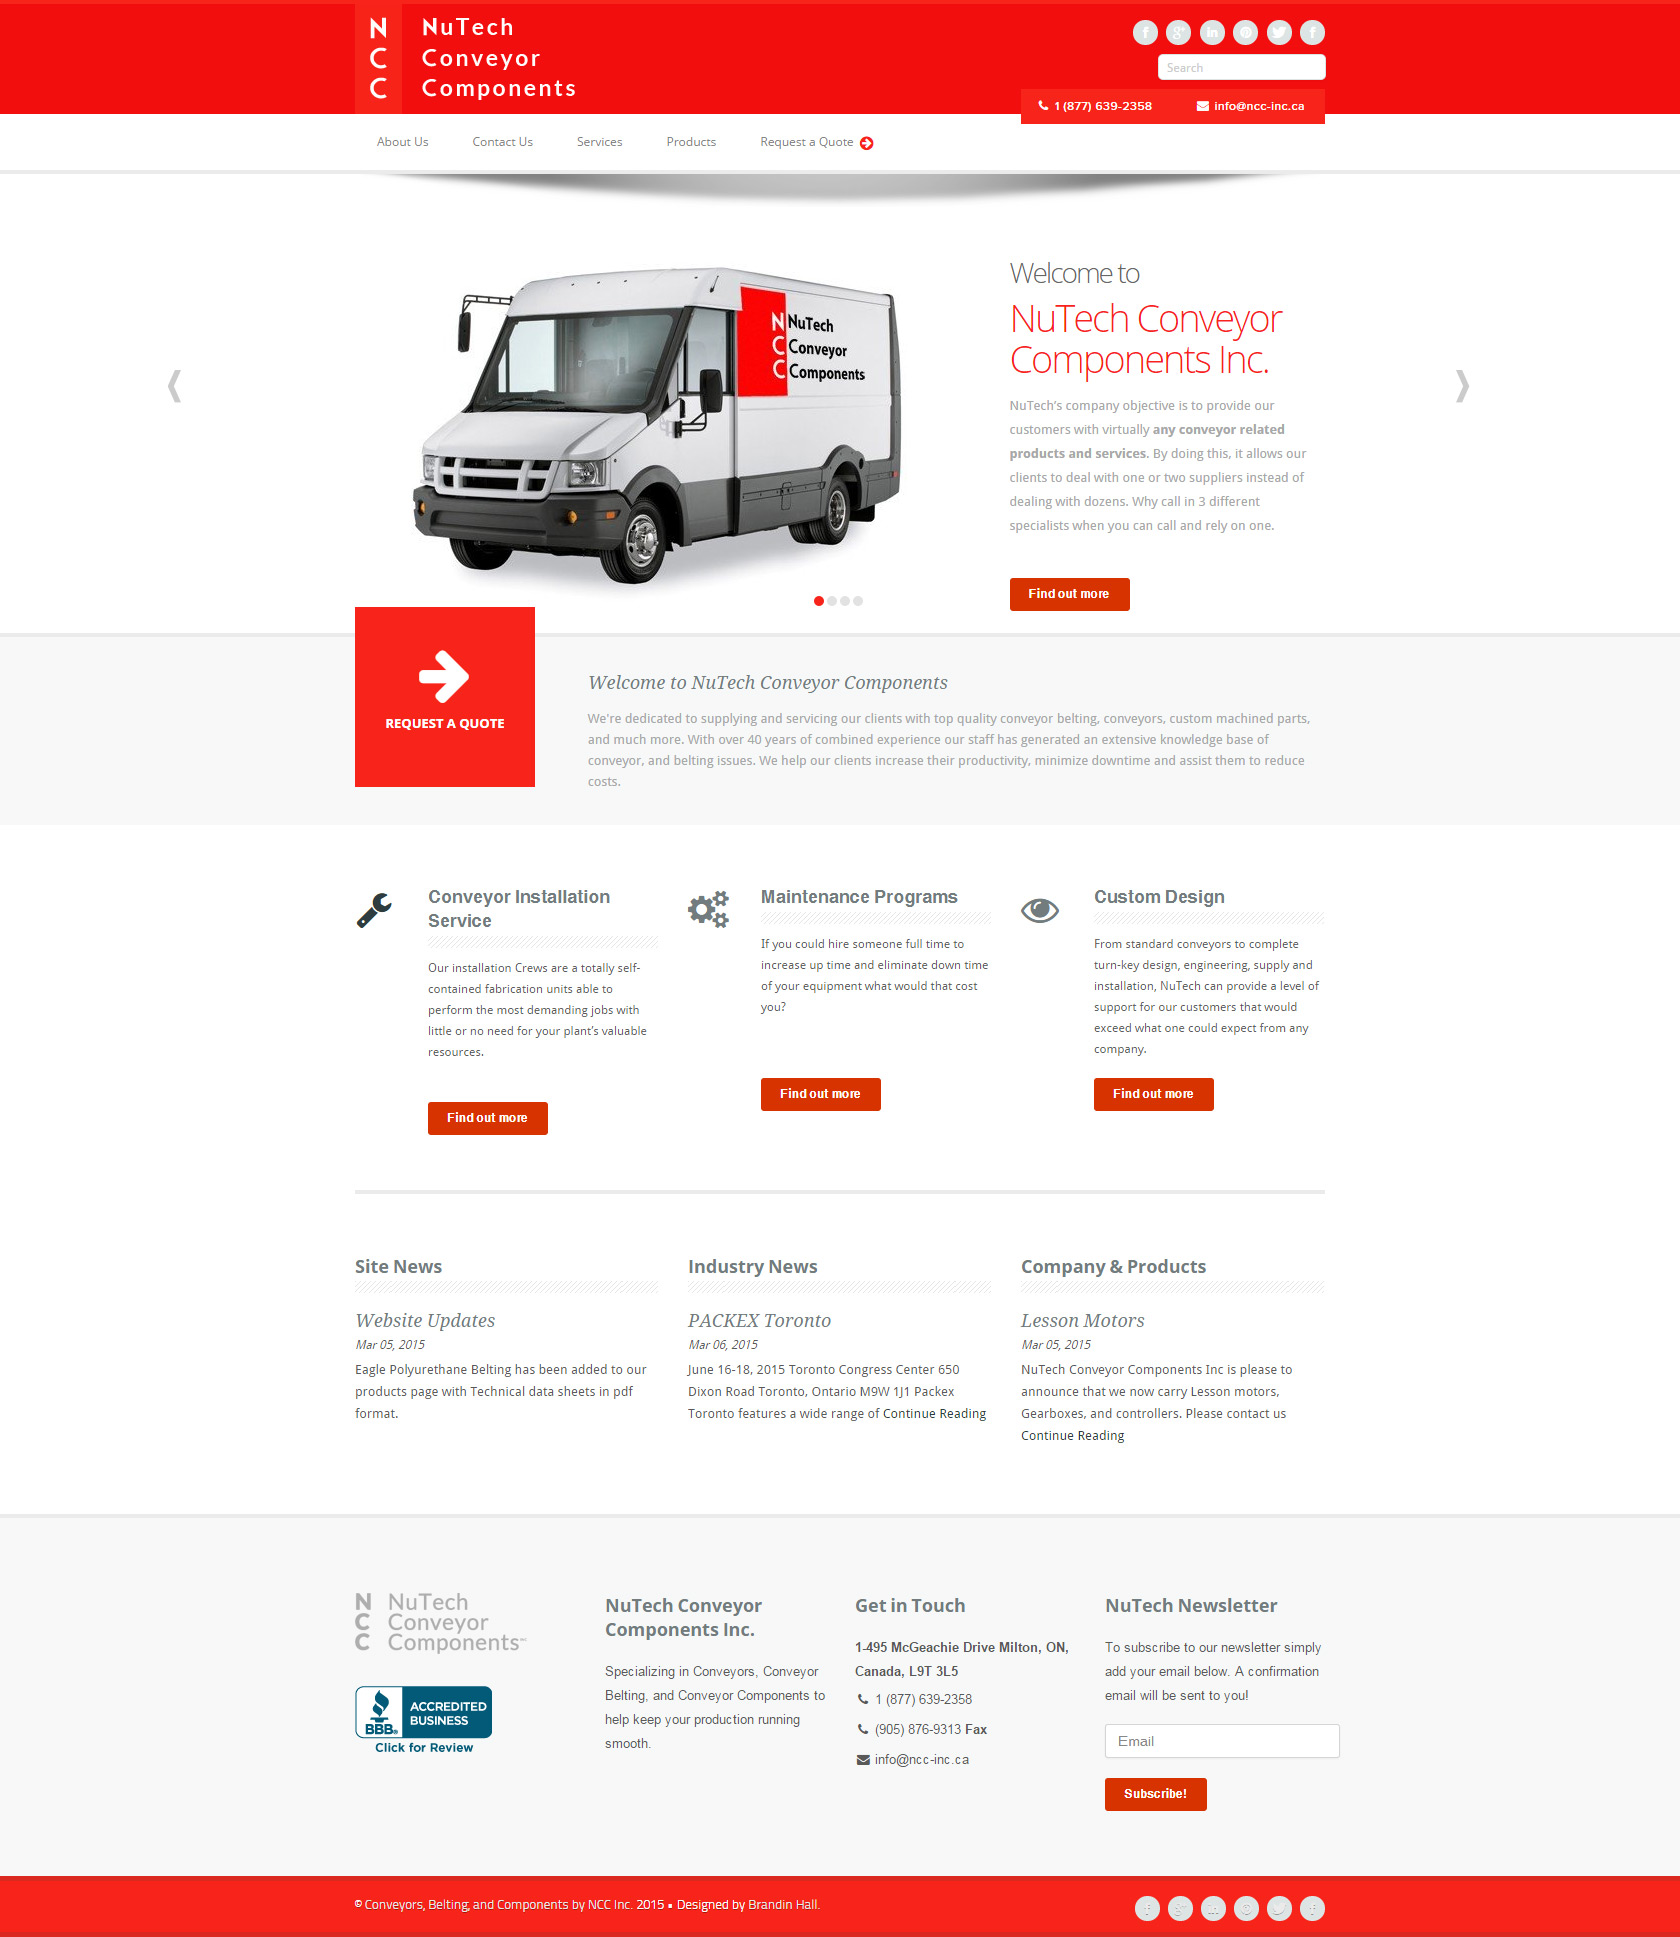 N NuTech
C Conveyor
C Components
Search
1 (877) 639-2358 info@ncc-inc.ca
About Us Contact Us Services Products Request a Quote
N NuTech
C Conveyor
C Components
Welcome to
NuTech Conveyor
Components Inc.
NuTech's company objective is to provide our
customers with virtually any conveyor related
products and services. By doing this, it allows our
clients to deal with one or two suppliers instead of
dealing with dozens. Why call in 3 different
specialists when you can call and rely on one.
Find out more
REQUEST A QUOTE
Welcome to NuTech Conveyor Components
We're dedicated to supplying and servicing our clients with top quality conveyor belting, conveyors, custom machined parts,
and much more. With over 40 years of combined experience our staff has generated an extensive knowledge base of
conveyor, and belting issues. We help our clients increase their productivity, minimize downtime and assist them to reduce
costs.
Conveyor Installation
Service
Our installation Crews are a totally self-
contained fabrication units able to
perform the most demanding jobs with
little or no need for your plant's valuable
resources.
Find out more
Maintenance Programs
If you could hire someone full time to
increase up time and eliminate down time
of your equipment what would that cost
you?
Find out more
Custom Design
From standard conveyors to complete
turn-key design, engineering, supply and
installation, NuTech can provide a level of
support for our customers that would
exceed what one could expect from any
company.
Find out more
Site News
Website Updates
Mar 05, 2015
Eagle Polyurethane Belting has been added to our
products page with Technical data sheets in pdf
format.
Industry News
PACKEX Toronto
Mar 06, 2015
June 16-18, 2015 Toronto Congress Center 650
Dixon Road Toronto, Ontario M9W 1J1 Packex
Toronto features a wide range of Continue Reading
Company & Products
Lesson Motors
Mar 05, 2015
NuTech Conveyor Components Inc is please to
announce that we now carry Lesson motors,
Gearboxes, and controllers. Please contact us
Continue Reading
N NuTech
C Conveyor
C Components
BBB. ACCREDITED
BUSINESS
Click for Review
NuTech Conveyor
Components Inc.
Specializing in Conveyors, Conveyor
Belting, and Conveyor Components to
help keep your production running
smooth.
Get in Touch
1-495 McGeachie Drive Milton, ON,
Canada, L9T 3L5
1 (877) 639-2358
(905) 876-9313 Fax
info@ncc-inc.ca
NuTech Newsletter
To subscribe to our newsletter simply
add your email below. A confirmation
email will be sent to you!
Email
Subscribe!
© Conveyors, Belting, and Components by NCC Inc. 2015 • Designed by Brandin Hall.